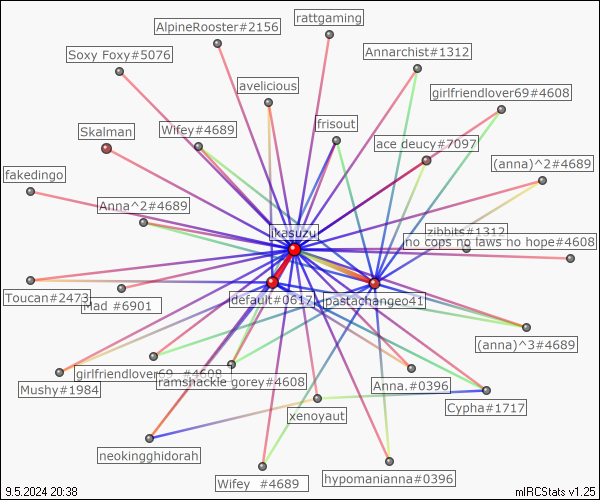 rattgaming
AlpineRooster#2156
Annarchist#1312
Soxy Foxy#5076
avelicious
girlfriendlover69#4608
frisout
Wifey#4689
Skalman
ace deucy#7097
(anna)^2#4689
fakedingo
Anna^2#4689
ikasuzu
zibbits#1312
no cops no laws no hope#4608
Toucan#2473
Mad #6901
default#0617
pastachangeo41
(anna)^3#4689
girlfriendlover69 #4608
ramshackle gorey#4608
Mushy#1984
Anna.#0396
Cypha#1717
xenoyaut
neokingghidorah
Wifey #4689
hypomanianna#0396
9.5.2024 20:38
mIRCStats v1.25